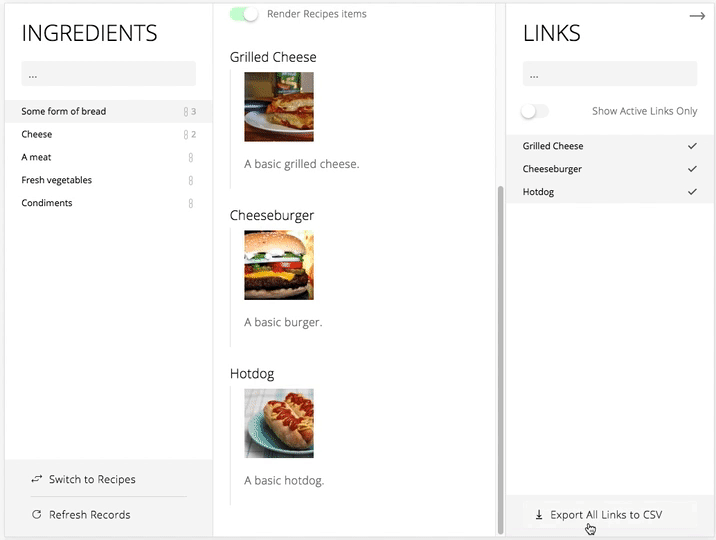 INGREDIENTS
...
Some form of bread 3
Cheese 2
A meat
Fresh vegetables
Condiments
Switch to Recipes
Refresh Records
Render Recipes items
Grilled Cheese
A basic grilled cheese.
Cheeseburger
A basic burger.
Hotdog
A basic hotdog.
LINKS
...
Show Active Links Only
Grilled Cheese
Cheeseburger
Hotdog
Export All Links to CSV